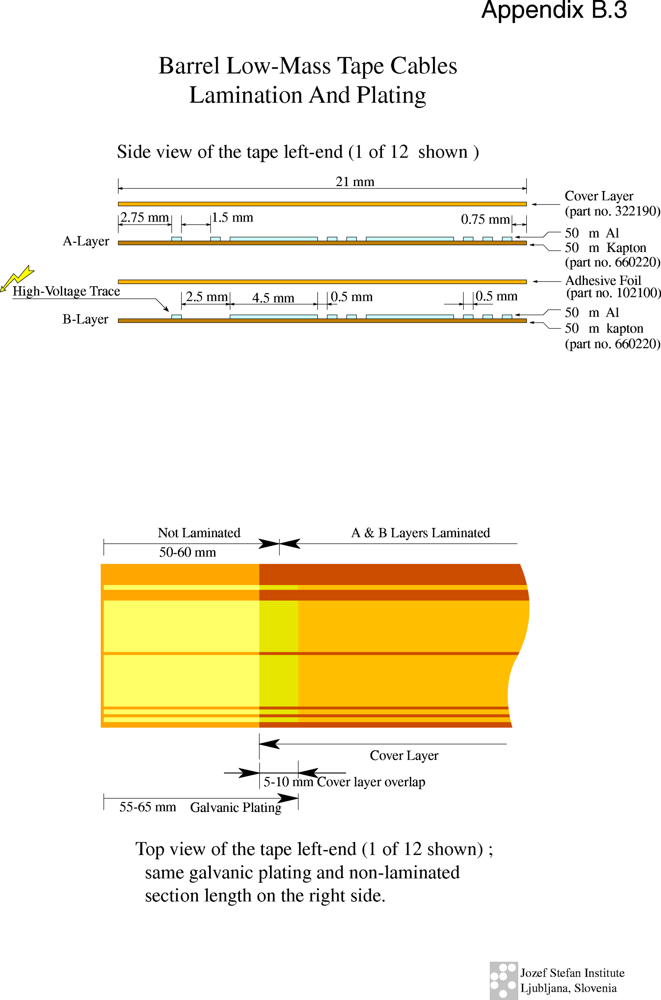 Appendix B.3
Barrel Low-Mass Tape Cables
Lamination And Plating
Side view of the tape left-end (1 of 12 shown )
21 mm
Cover Layer
(part no. 322190)
2.75 mm
1.5 mm
0.75 mm
A-Layer
50 m Al
50 m Kapton
(part no. 660220)
Adhesive Foil
(part no. 102100)
High-Voltage Trace
2.5 mm
4.5 mm
0.5 mm
0.5 mm
B-Layer
50 m Al
50 m kapton
(part no. 660220)
Not Laminated
A & B Layers Laminated
50-60 mm
Cover Layer
5-10 mm Cover layer overlap
55-65 mm Galvanic Plating
Top view of the tape left-end (1 of 12 shown) ;
same galvanic plating and non-laminated
section length on the right side.
Jozef Stefan Institute
Ljubljana, Slovenia